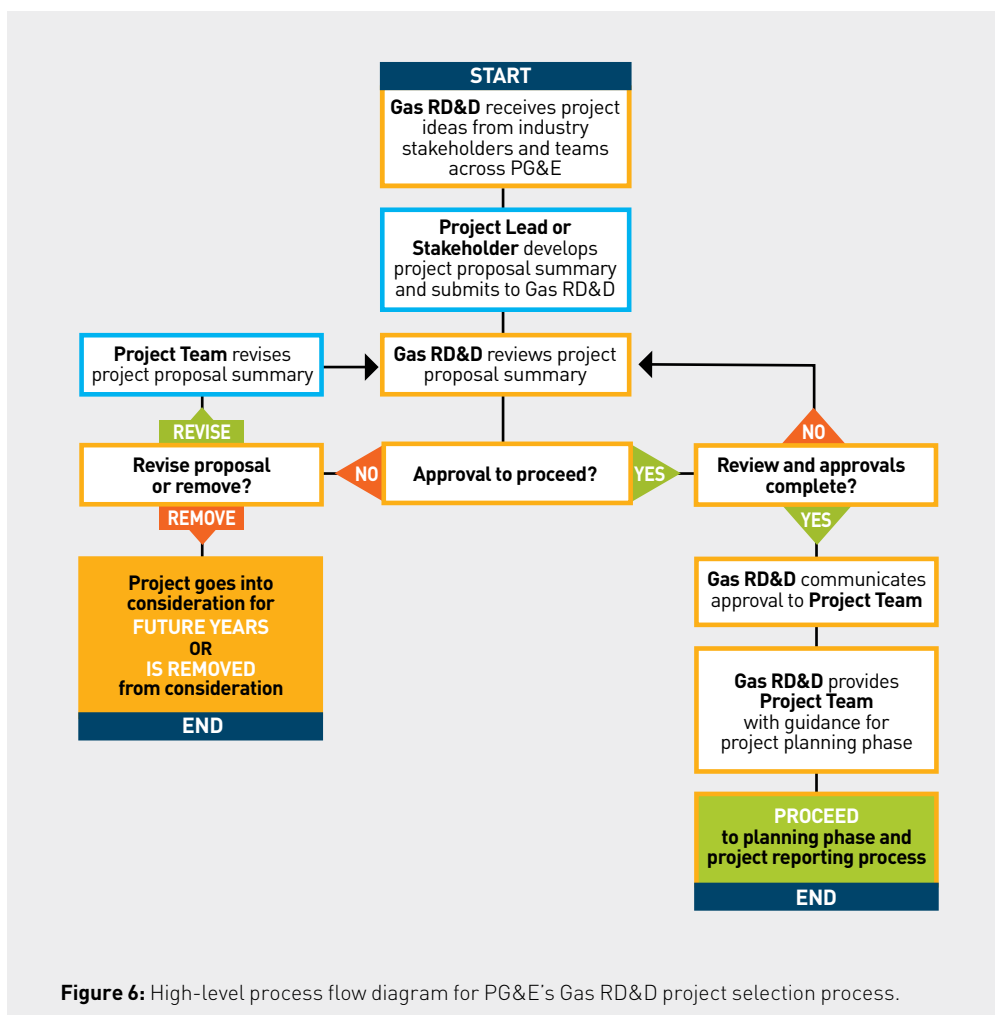 START
Gas RD&D receives project
ideas from industry
stakeholders and teams
across PG&E
Project Lead or
Stakeholder develops
project proposal summary
and submits to Gas RD&D
Project Team revises
project proposal summary
Gas RD&D reviews project
proposal summary
REVISE
NO
Revise proposal
or remove?
NO
Approval to proceed?
YES
Review and approvals
complete?
REMOVE
YES
Project goes into
consideration for
FUTURE YEARS
OR
IS REMOVED
from consideration
END
Gas RD&D communicates
approval to Project Team
Gas RD&D provides
Project Team
with guidance for
project planning phase
PROCEED
to planning phase and
project reporting process
END
Figure 6: High-level process flow diagram for PG&E's Gas RD&D project selection process.